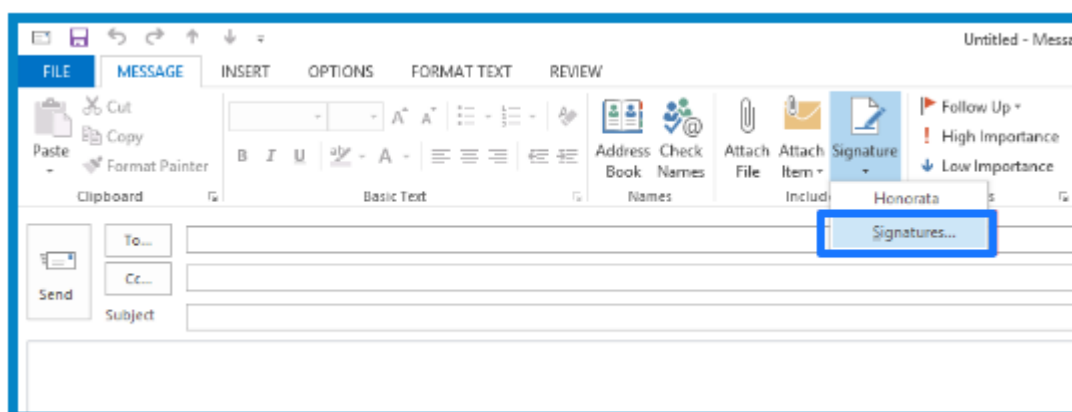 Untitled - Messa
FILE MESSAGE INSERT OPTIONS FORMAT TEXT REVIEW
Cut
Copy
Format Painter
Paste
Clipboard
B I U
Basic Text
Address Book
Check Names
Names
Attach File
Attach Item
Includ
Signature
Follow Up
High Importance
Low Importance
s
Honorata
Signatures...
Send
To...
Cc...
Subject